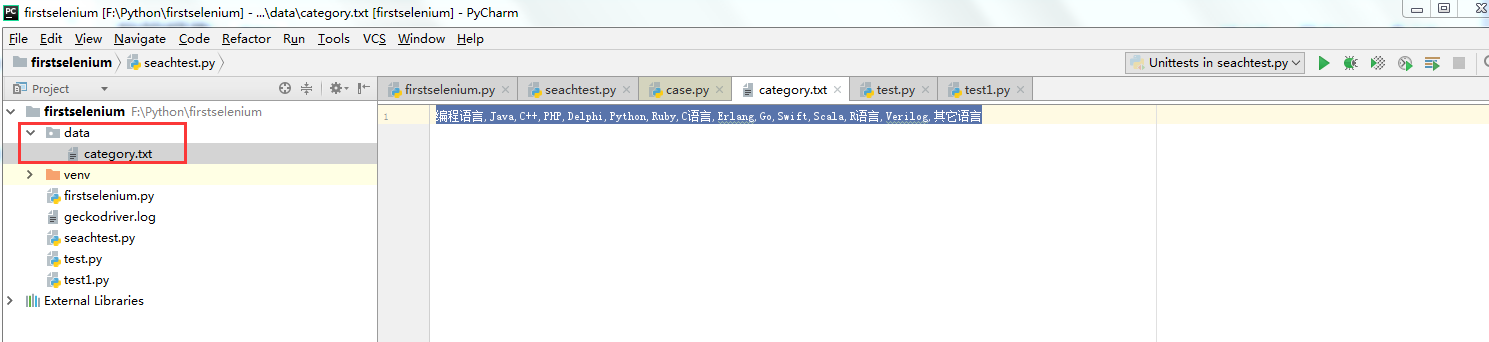 firstselenium [F:\Python\firstselenium] - ...\data\category.txt [firstselenium] - PyCharm
File Edit View Navigate Code Refactor Run Tools VCS Window Help
firstselenium seachtest.py Unittests in seachtest.py
Project firstselenium.py seachtest.py case.py category.txt test.py test1.py
firstselenium F:\Python\firstselenium
1 编程语言,Java,C++,PHP,Delphi,Python,Ruby,C语言,Erlang,Go,Swift,Scala,R语言,Verilog,其它语言
data
category.txt
venv
firstselenium.py
geckodriver.log
seachtest.py
test.py
test1.py
External Libraries